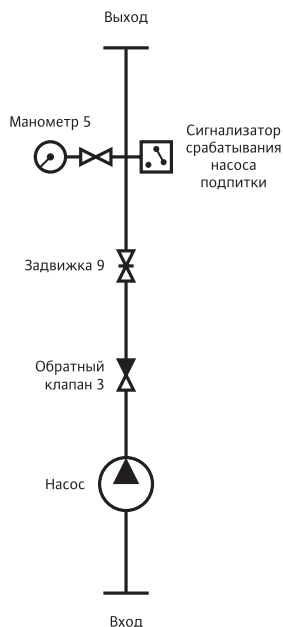 Выход
Манометр 5
Сигнализатор
срабатывания
насоса
подпитки
Задвижка 9
Обратный
клапан 3
Насос
Вход